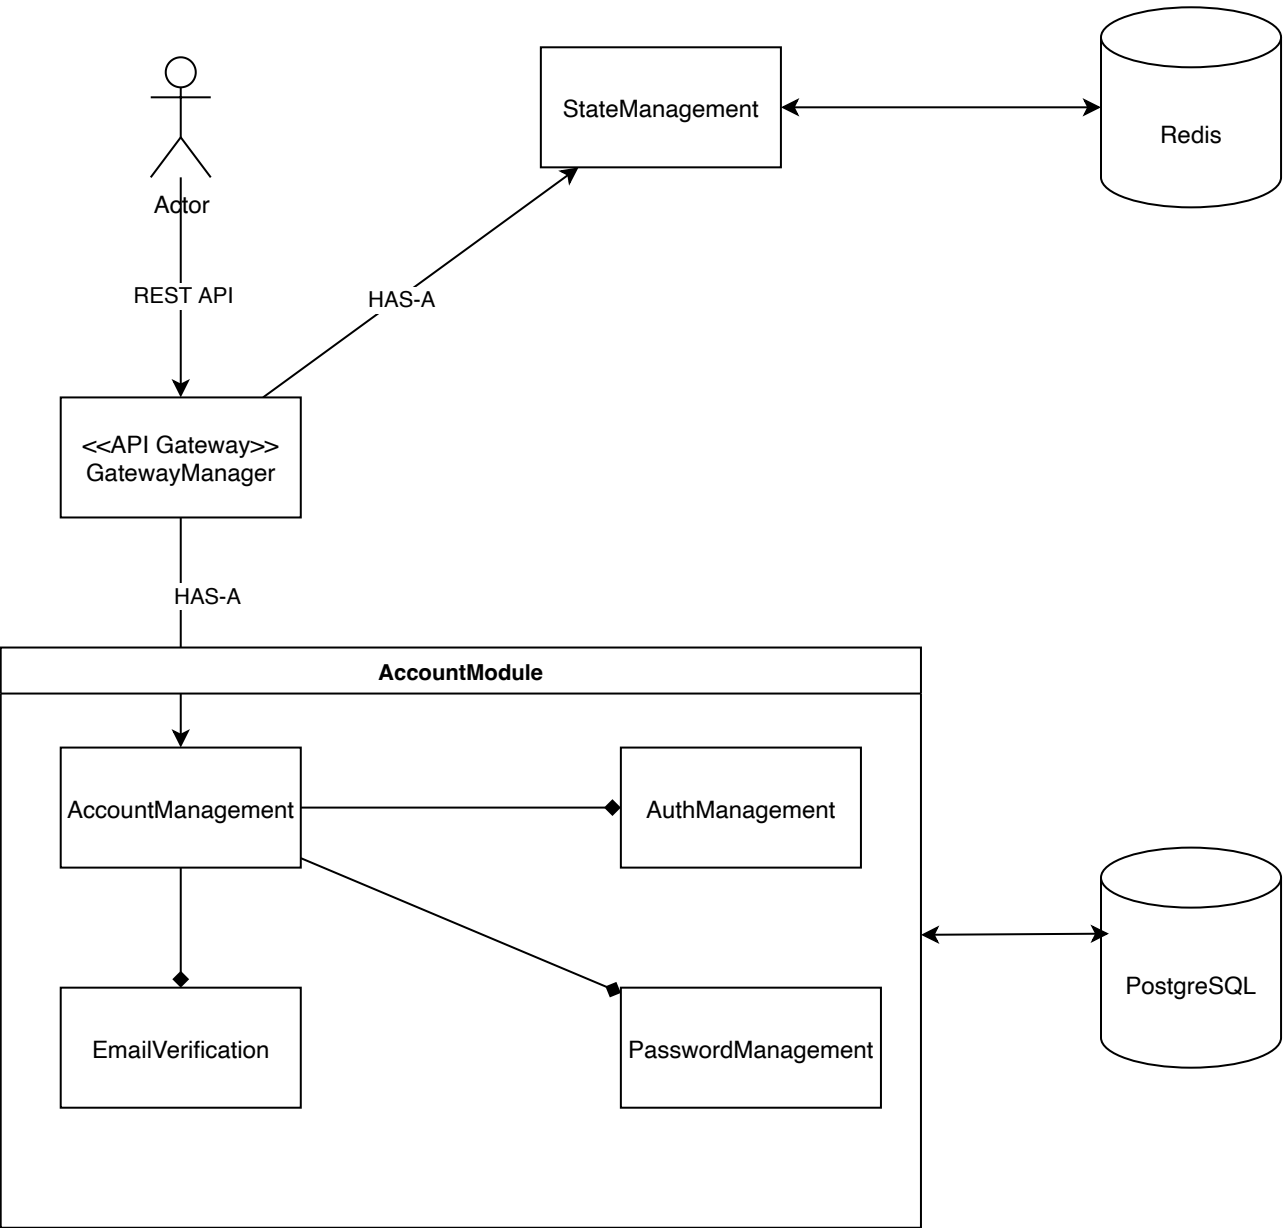 StateManagement
Redis
Actor
REST API
HAS-A
<<API Gateway>>
GatewayManager
HAS-A
AccountModule
AccountManagement
AuthManagement
EmailVerification
PasswordManagement
PostgreSQL